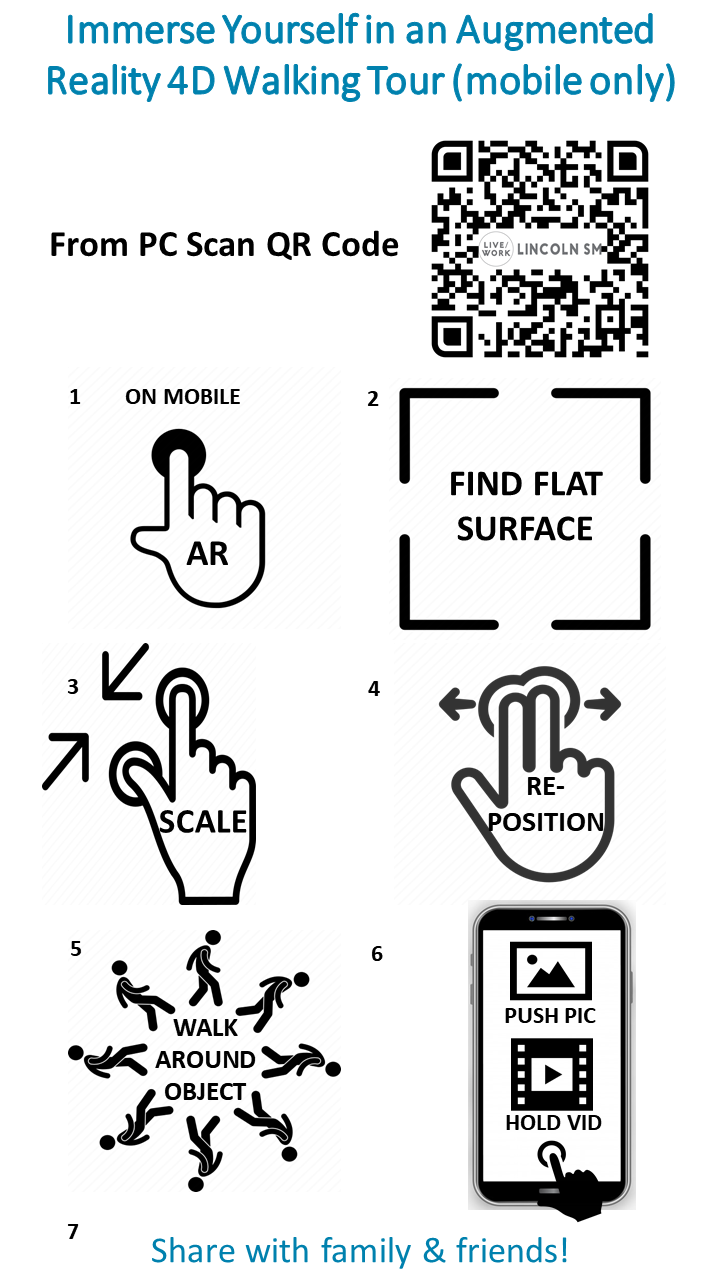 Immerse Yourself in an Augmented
Reality 4D Walking Tour (mobile only)
From PC Scan QR Code
LIVE/
WORK
LINCOLN SM
1
ON MOBILE
AR
2
FIND FLAT
SURFACE
3
SCALE
4
RE-
POSITION
5
WALK
AROUND
OBJECT
6
PUSH PIC
HOLD VID
7
Share with family & friends!